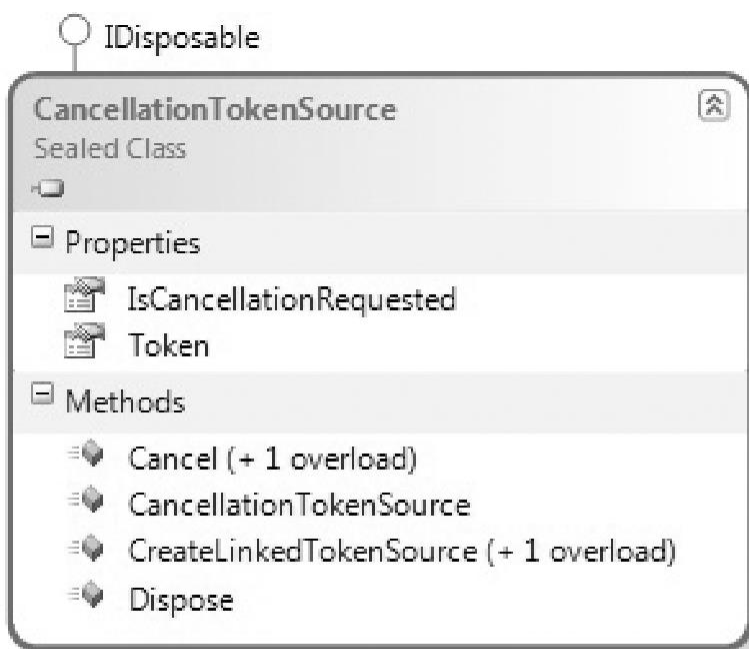 IDisposable
CancellationTokenSource
Sealed Class
Properties
IsCancellationRequested
Token
Methods
Cancel (+ 1 overload)
CancellationTokenSource
CreateLinkedTokenSource (+ 1 overload)
Dispose